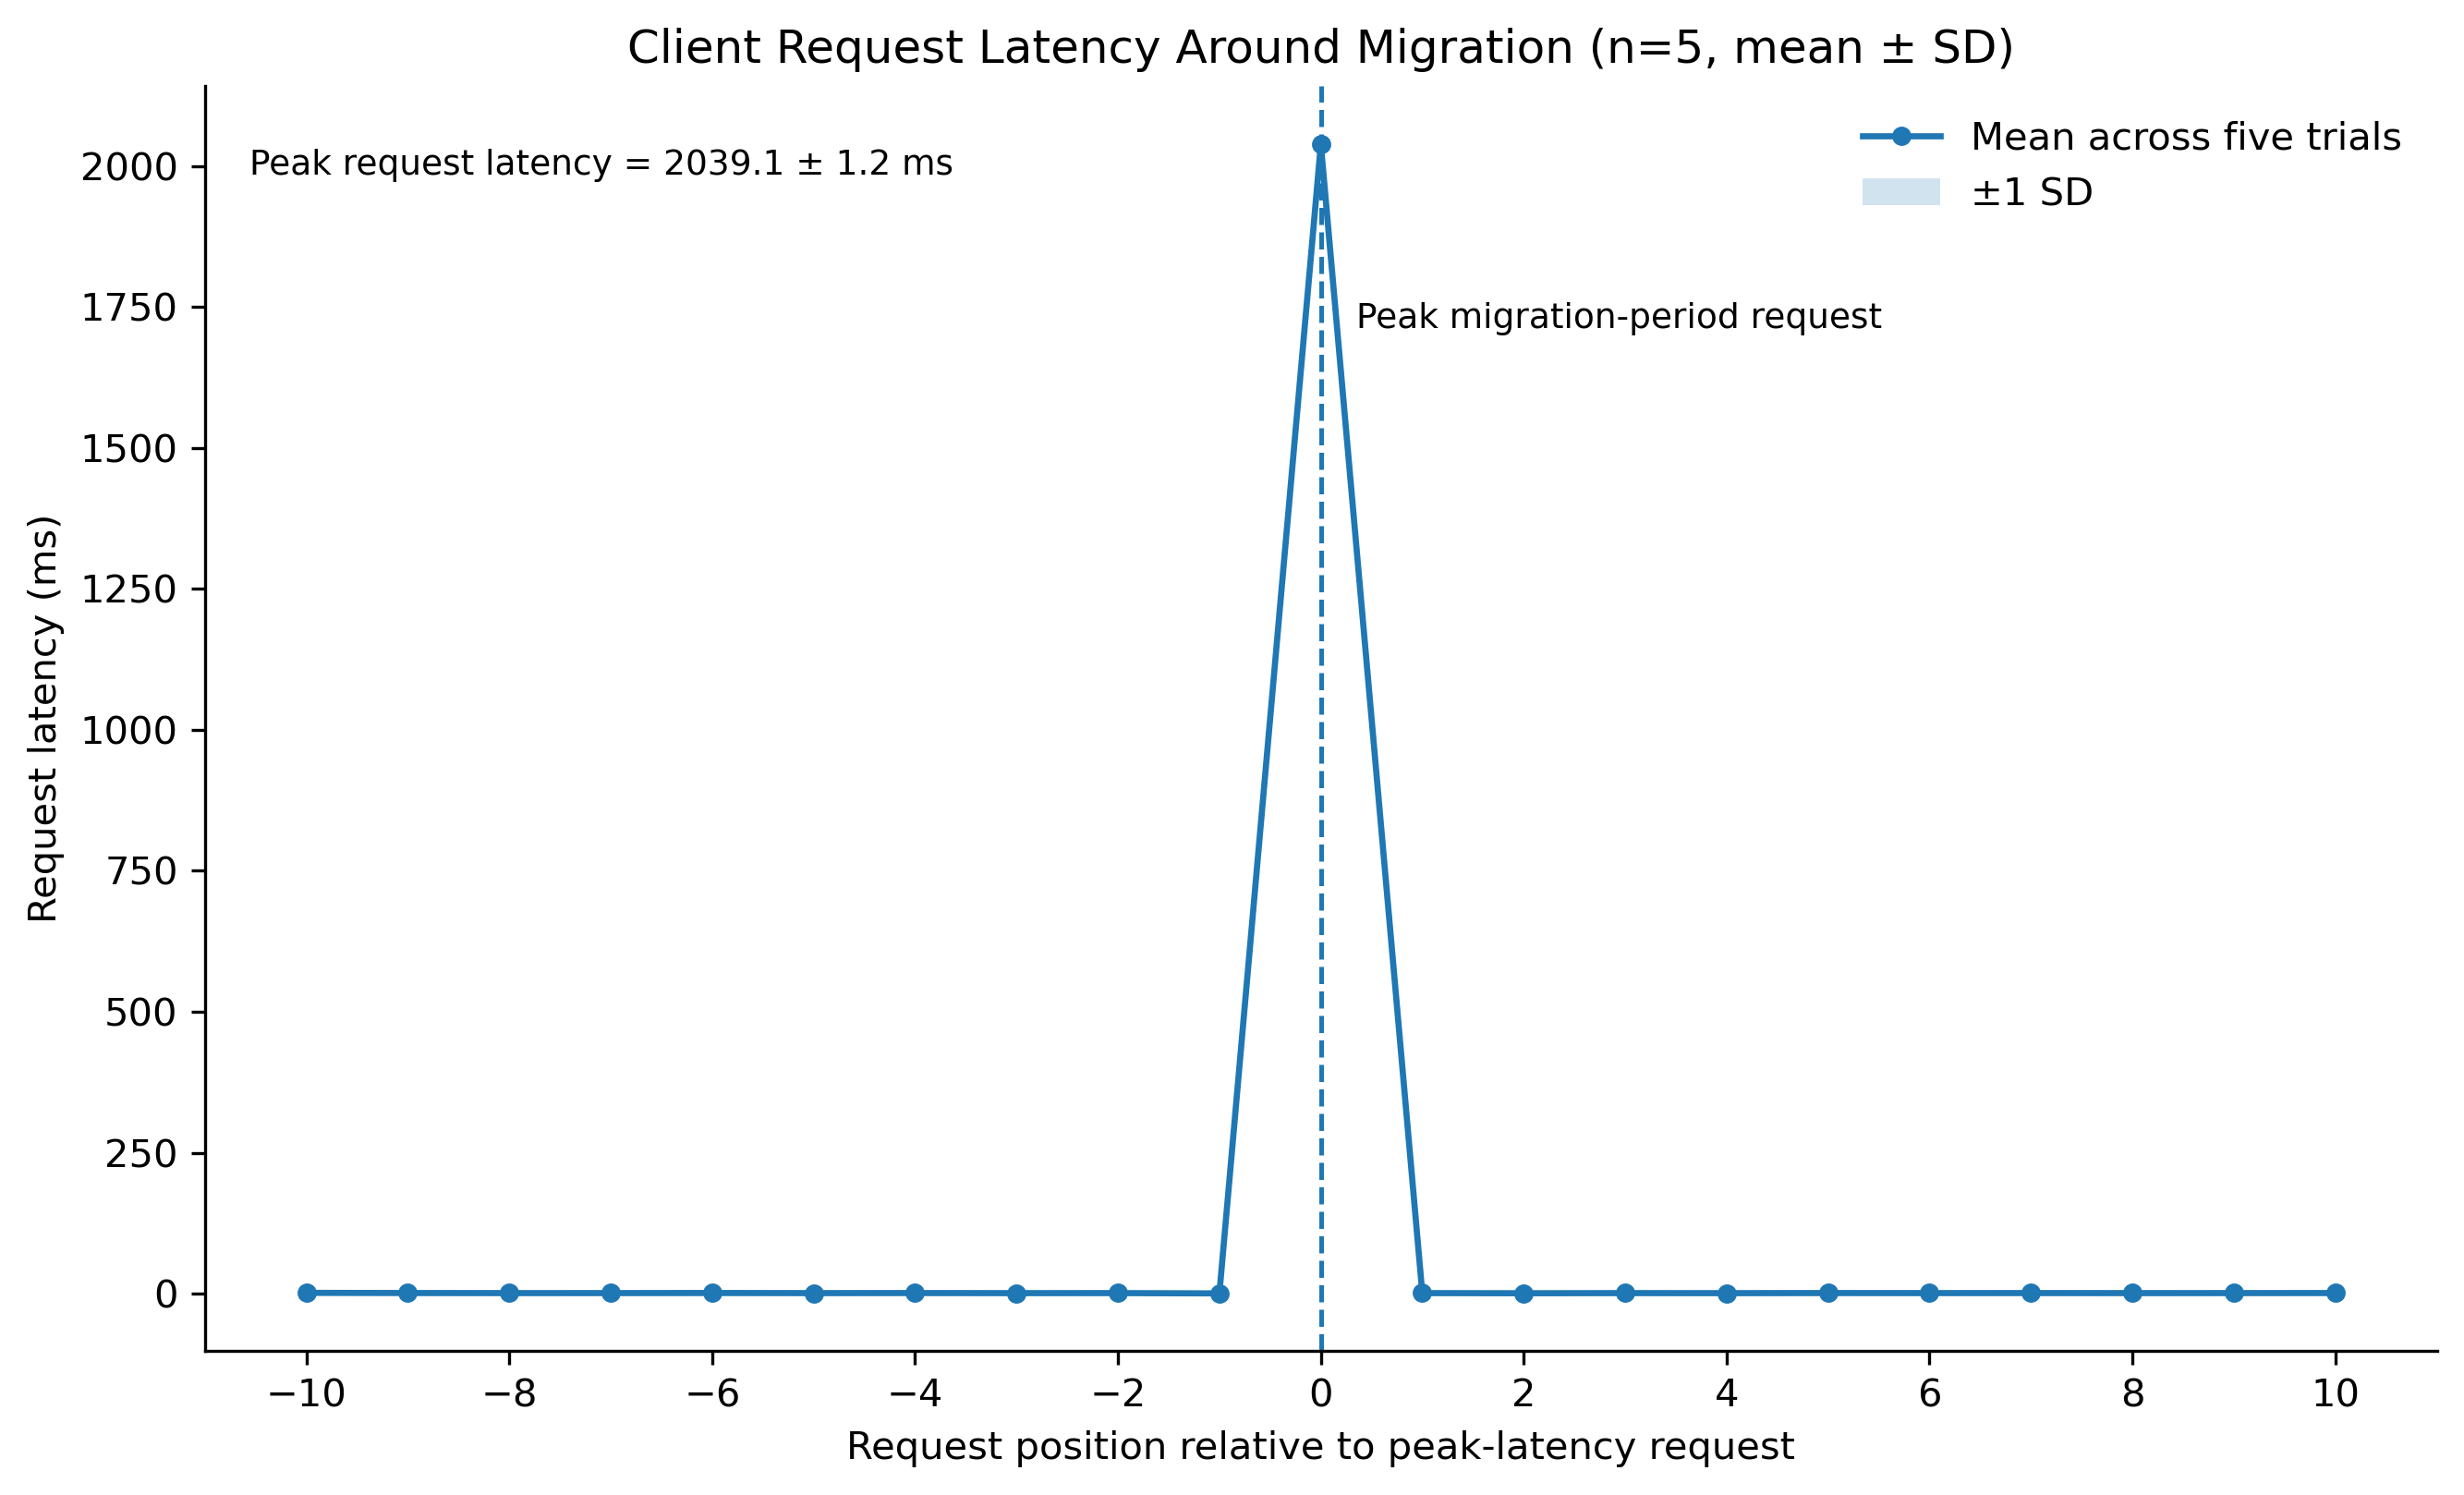 Client Request Latency Around Migration (n=5, mean ± SD)
Peak request latency = 2039.1 ± 1.2 ms
Mean across five trials
±1 SD
Peak migration-period request
Request latency (ms)
2000
1750
1500
1250
1000
750
500
250
0
−10 −8 −6 −4 −2 0 2 4 6 8 10
Request position relative to peak-latency request